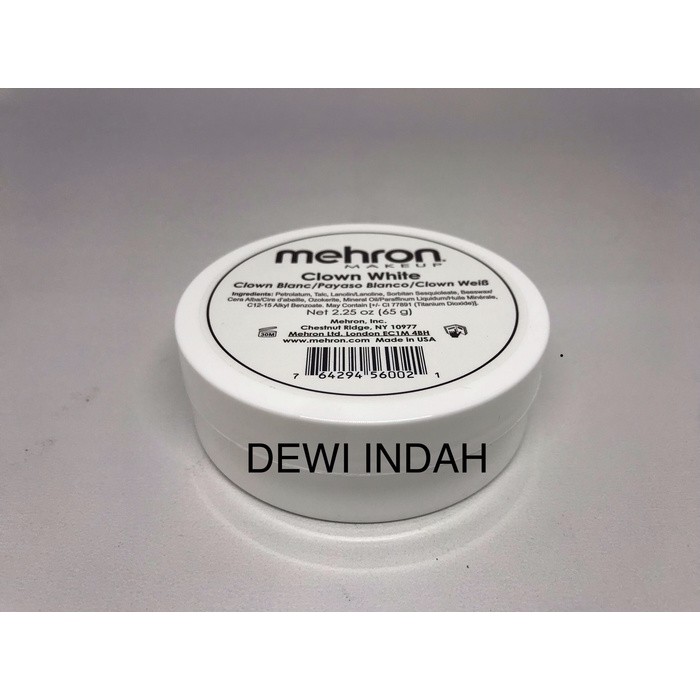 mehron
MAKEUP
Clown White
Clown Blanc/Payaso Blanco/Clown Weiß
Ingredients: Petrolatum, Talc, Lanolin/Lanolina, Sorbitan Sesquioleate, Beeswax/
Cera Alba/Cire d'abeille, Ozokerite, Mineral Oil/Paraffinum Liquidum/Huile Minérale,
C12-15 Alkyl Benzoate. May Contain [+/- CI 77891 (Titanium Dioxide)].
Net 2.25 oz (65 g)
Mehron, Inc.
Chestnut Ridge, NY 10977
Mehron Ltd. London EC1M 4BH
www.mehron.com Made in USA
30M
7 64294 56002 1
DEWI INDAH